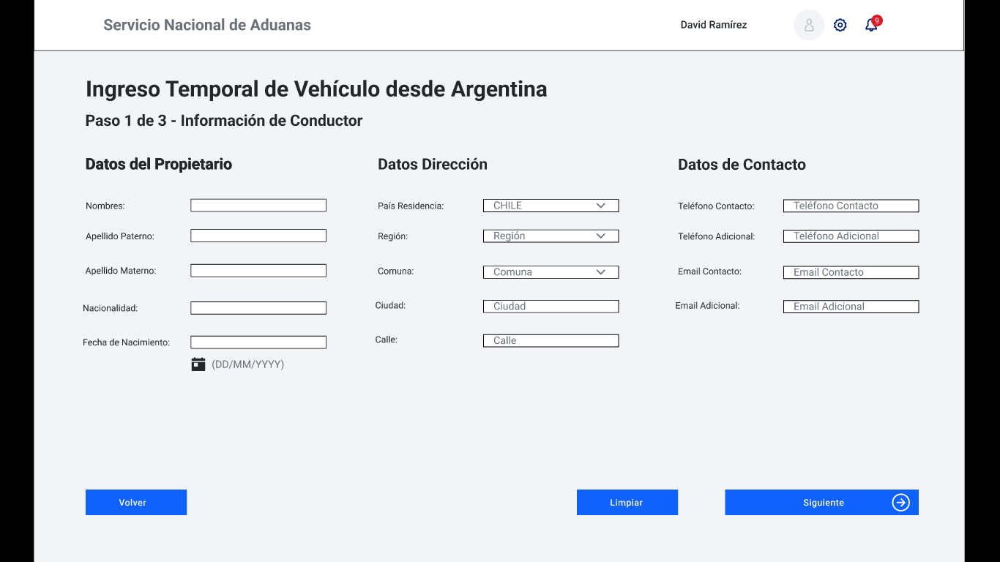 Servicio Nacional de Aduanas
David Ramírez
9
Ingreso Temporal de Vehículo desde Argentina
Paso 1 de 3 - Información de Conductor
Datos del Propietario
Nombres:
Apellido Paterno:
Apellido Materno:
Nacionalidad:
Fecha de Nacimiento:
(DD/MM/YYYY)
Datos Dirección
País Residencia: CHILE
Región: Región
Comuna: Comuna
Ciudad: Ciudad
Calle: Calle
Datos de Contacto
Teléfono Contacto: Teléfono Contacto
Teléfono Adicional: Teléfono Adicional
Email Contacto: Email Contacto
Email Adicional: Email Adicional
Volver
Limpiar
Siguiente